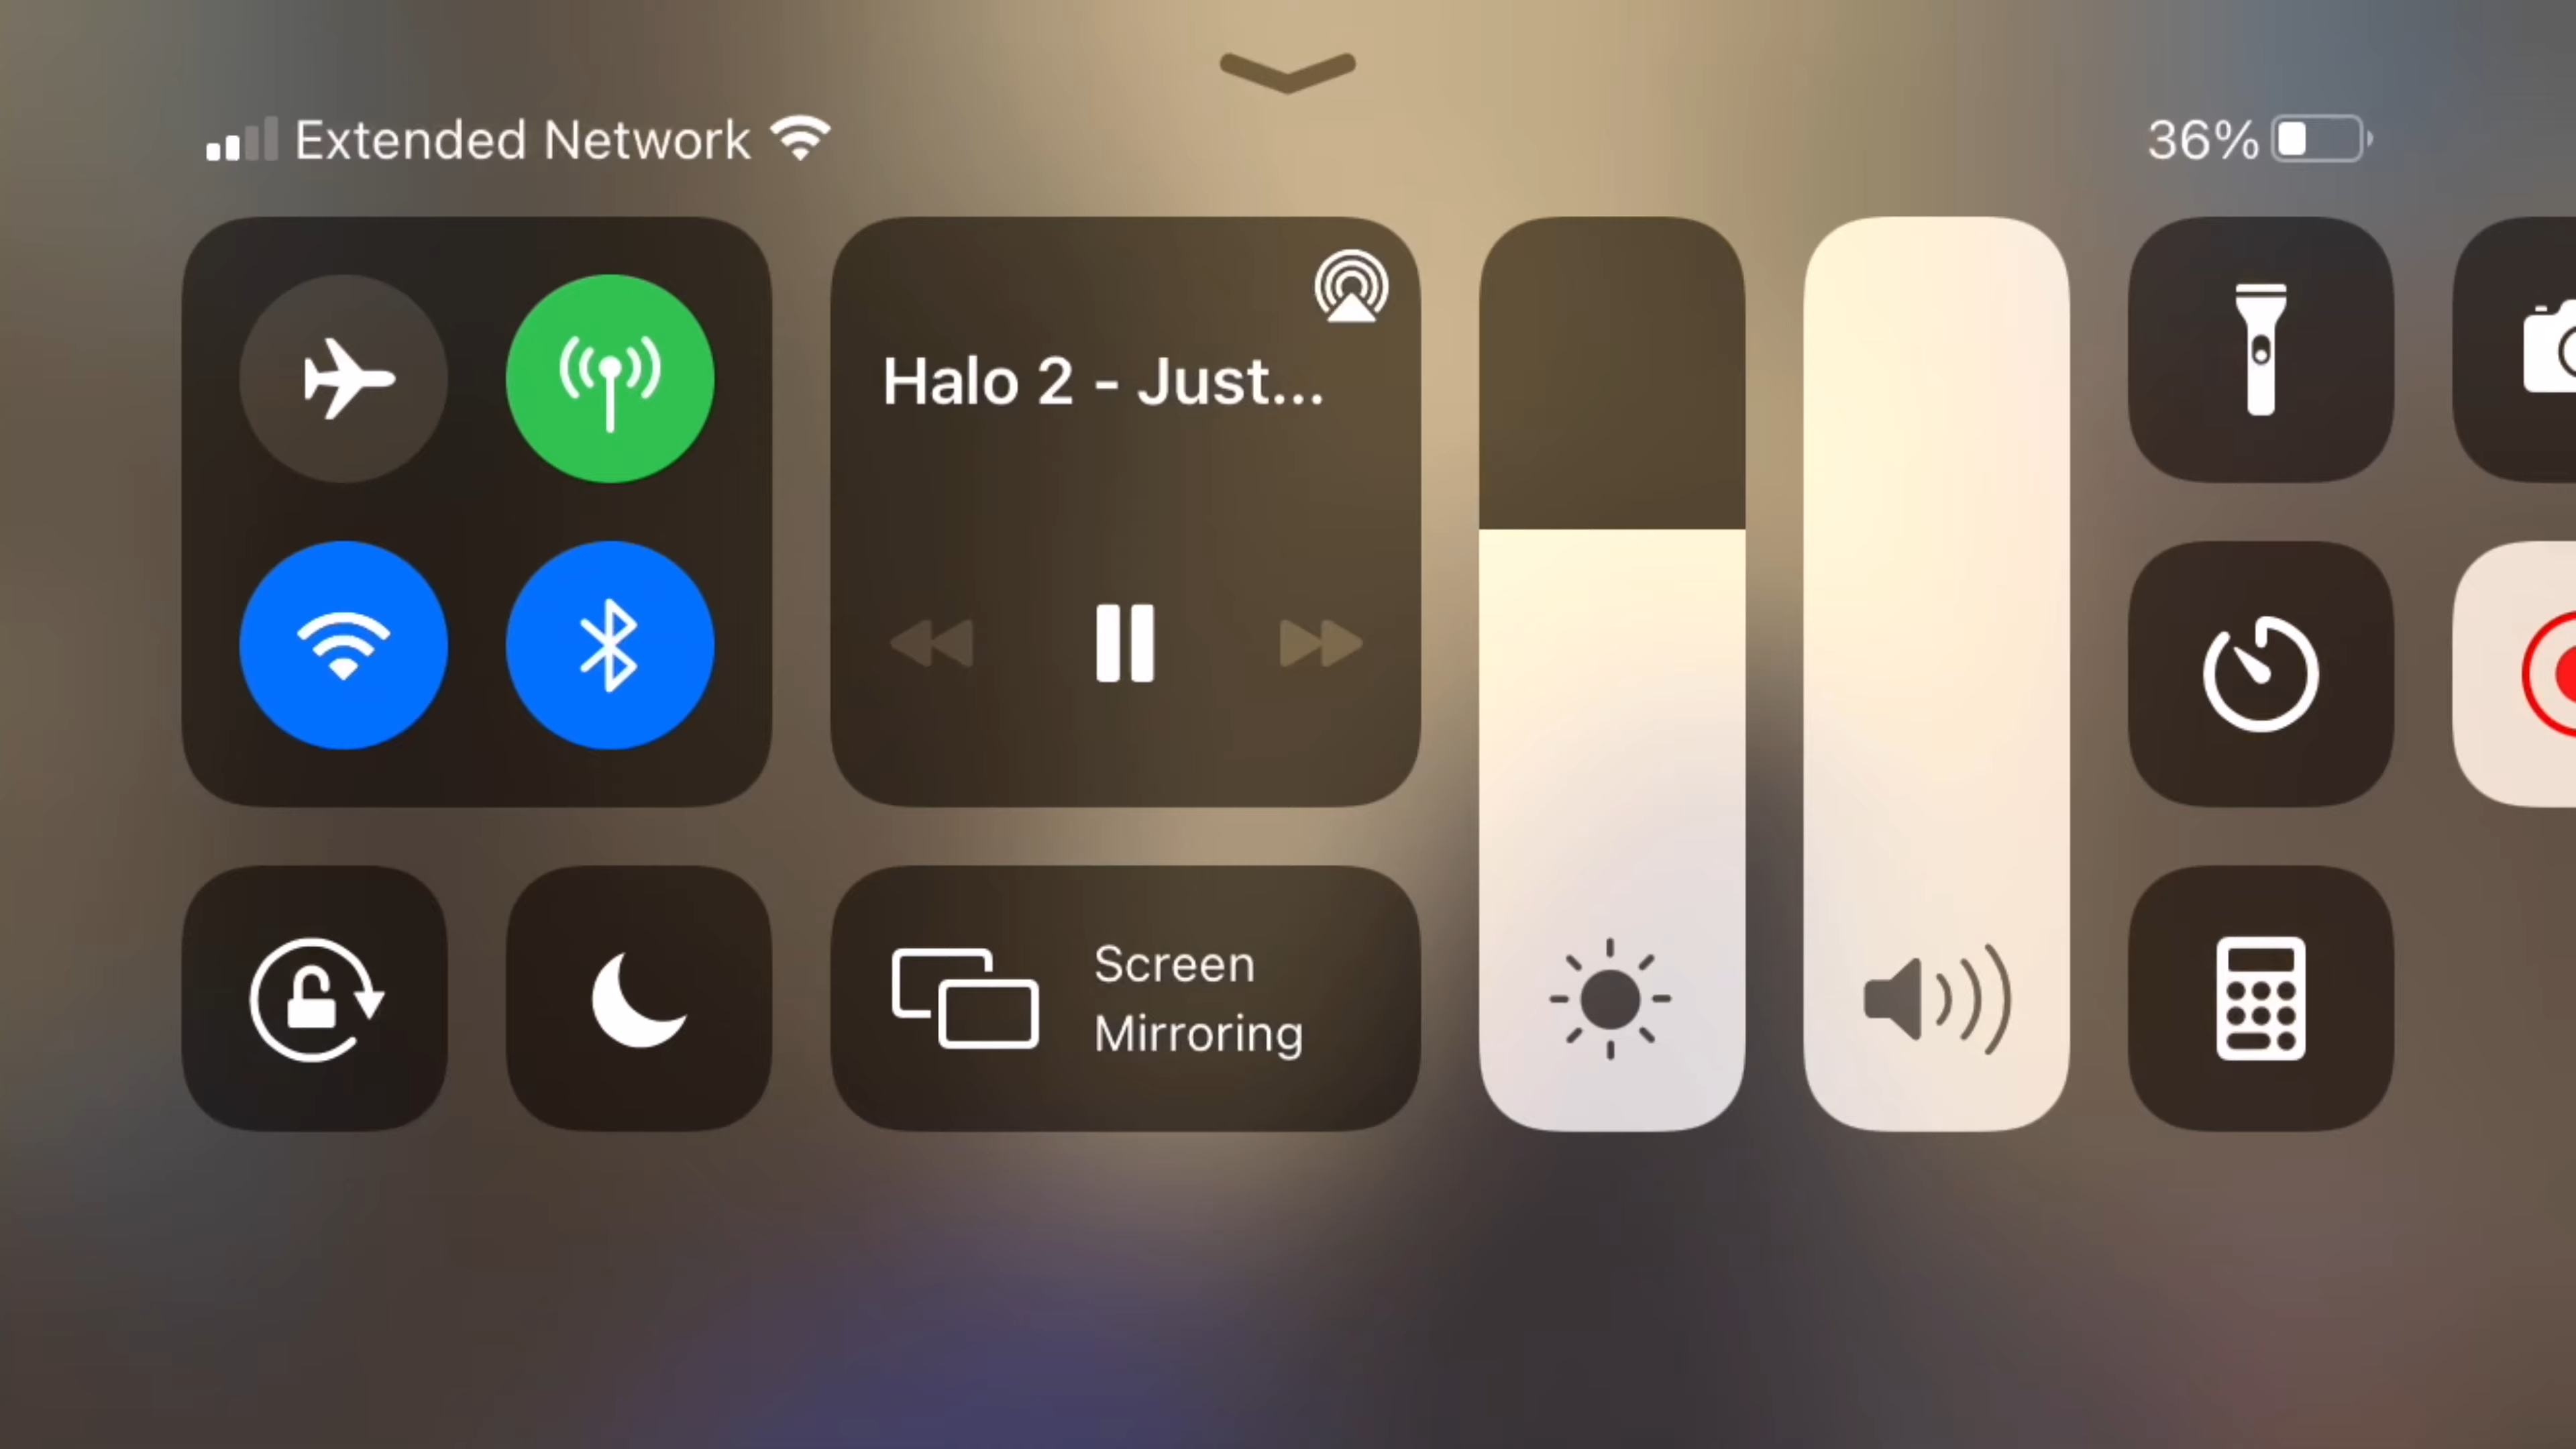 Extended Network
36%
Halo 2 - Just...
Screen
Mirroring